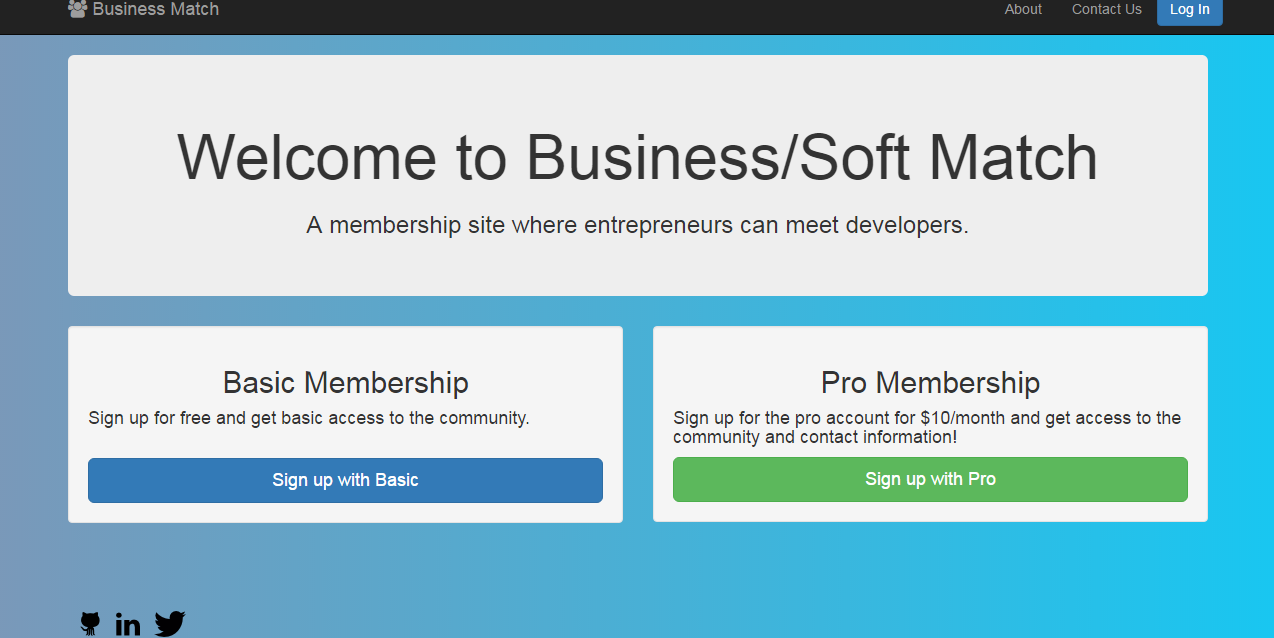 Business Match
About
Contact Us
Log In
Welcome to Business/Soft Match
A membership site where entrepreneurs can meet developers.
Basic Membership
Sign up for free and get basic access to the community.
Sign up with Basic
Pro Membership
Sign up for the pro account for $10/month and get access to the
community and contact information!
Sign up with Pro
in